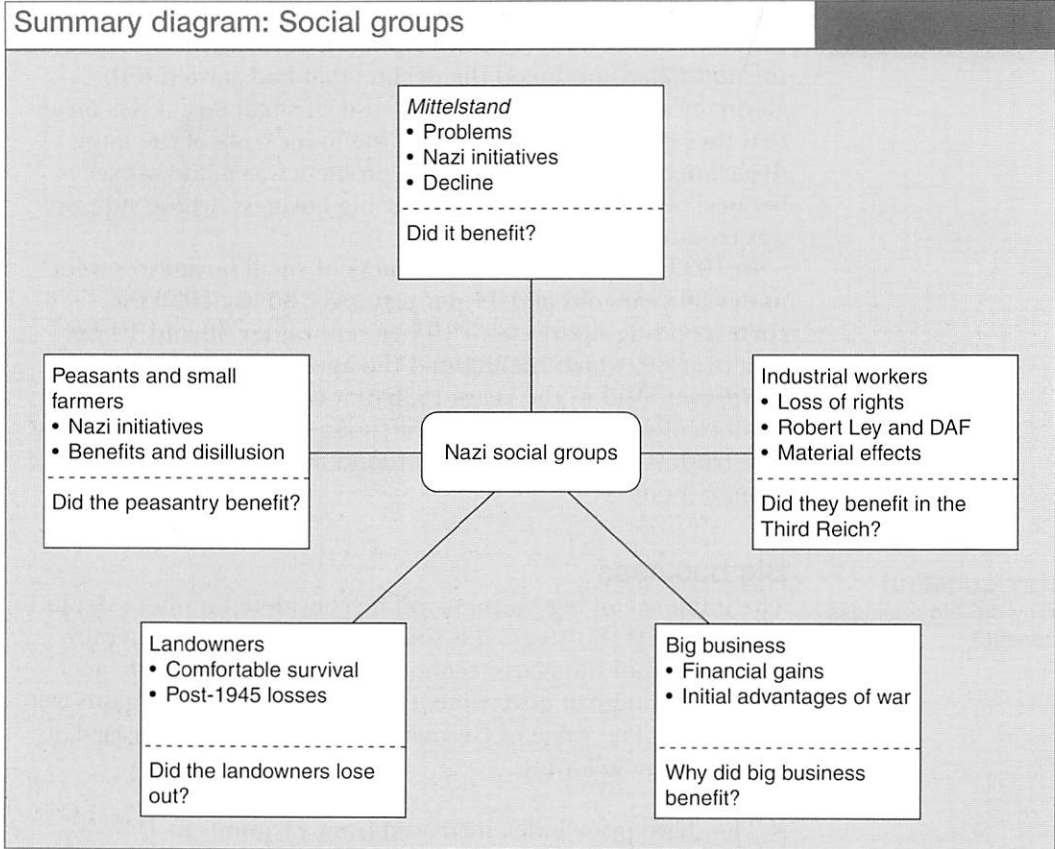 Summary diagram: Social groups
Mittelstand
• Problems
• Nazi initiatives
• Decline
Did it benefit?
Peasants and small
farmers
• Nazi initiatives
• Benefits and disillusion
Did the peasantry benefit?
Nazi social groups
Industrial workers
• Loss of rights
• Robert Ley and DAF
• Material effects
Did they benefit in the
Third Reich?
Landowners
• Comfortable survival
• Post-1945 losses
Did the landowners lose
out?
Big business
• Financial gains
• Initial advantages of war
Why did big business
benefit?